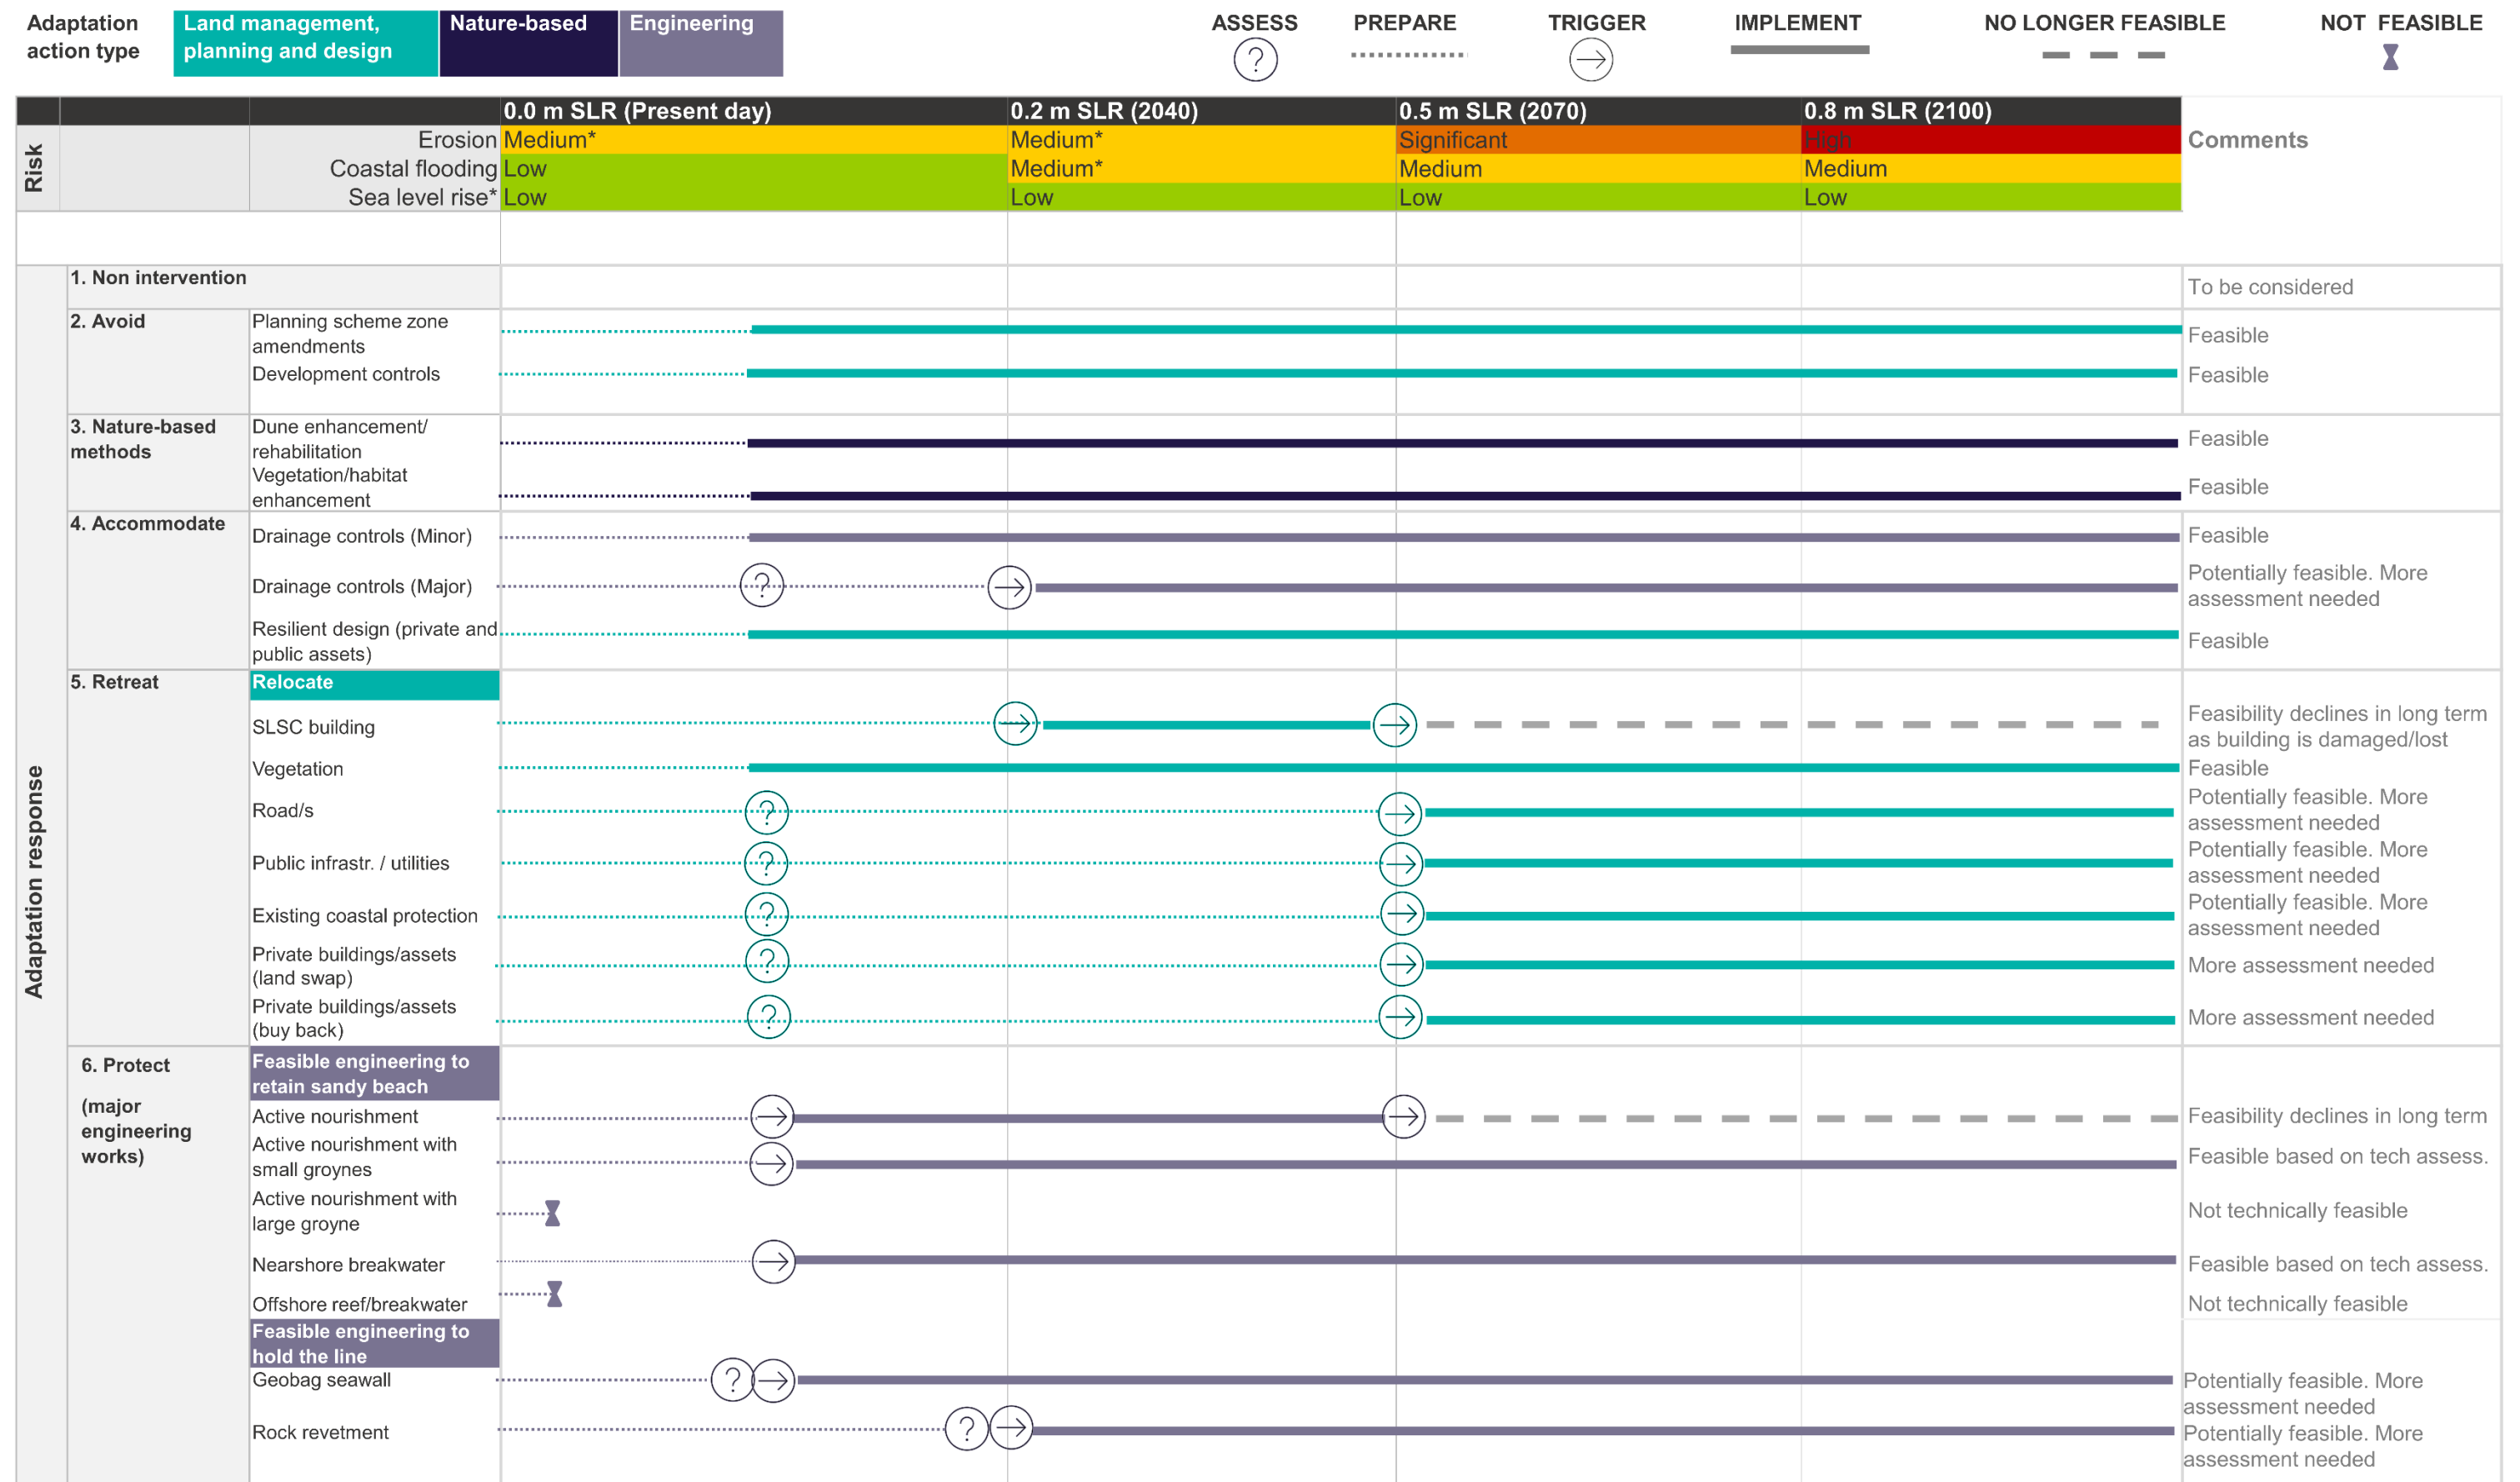 Adaptation
action type
Land management,
planning and design
Nature-based
Engineering
ASSESS
?
PREPARE
TRIGGER
IMPLEMENT
NO LONGER FEASIBLE
NOT FEASIBLE
0.0 m SLR (Present day)
0.2 m SLR (2040)
0.5 m SLR (2070)
0.8 m SLR (2100)
Risk
Erosion
Medium*
Medium*
Significant
High
Comments
Coastal flooding
Low
Medium*
Medium
Medium
Sea level rise*
Low
Low
Low
Low
Adaptation response
1. Non intervention
To be considered
2. Avoid
Planning scheme zone
amendments
Feasible
Development controls
Feasible
3. Nature-based
methods
Dune enhancement/
rehabilitation
Feasible
Vegetation/habitat
enhancement
Feasible
4. Accommodate
Drainage controls (Minor)
Feasible
Drainage controls (Major)
?
Potentially feasible. More
assessment needed
Resilient design (private and
public assets)
Feasible
5. Retreat
Relocate
SLSC building
Feasibility declines in long term
as building is damaged/lost
Vegetation
Feasible
Road/s
?
Potentially feasible. More
assessment needed
Public infrastr. / utilities
?
Potentially feasible. More
assessment needed
Existing coastal protection
?
Potentially feasible. More
assessment needed
Private buildings/assets
(land swap)
?
More assessment needed
Private buildings/assets
(buy back)
?
More assessment needed
6. Protect
(major
engineering
works)
Feasible engineering to
retain sandy beach
Active nourishment
Feasibility declines in long term
Active nourishment with
small groynes
Feasible based on tech assess.
Active nourishment with
large groyne
Not technically feasible
Nearshore breakwater
Feasible based on tech assess.
Offshore reef/breakwater
Not technically feasible
Feasible engineering to
hold the line
Geobag seawall
?
Potentially feasible. More
assessment needed
Rock revetment
?
Potentially feasible. More
assessment needed